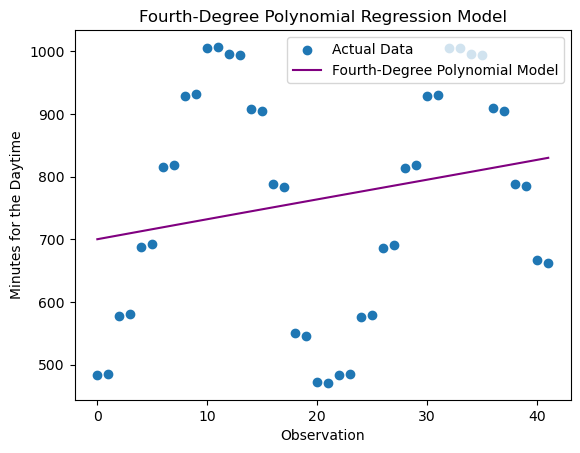 Fourth-Degree Polynomial Regression Model
Actual Data
Fourth-Degree Polynomial Model
1000
900
800
700
600
500
Minutes for the Daytime
0
10
20
30
40
Observation